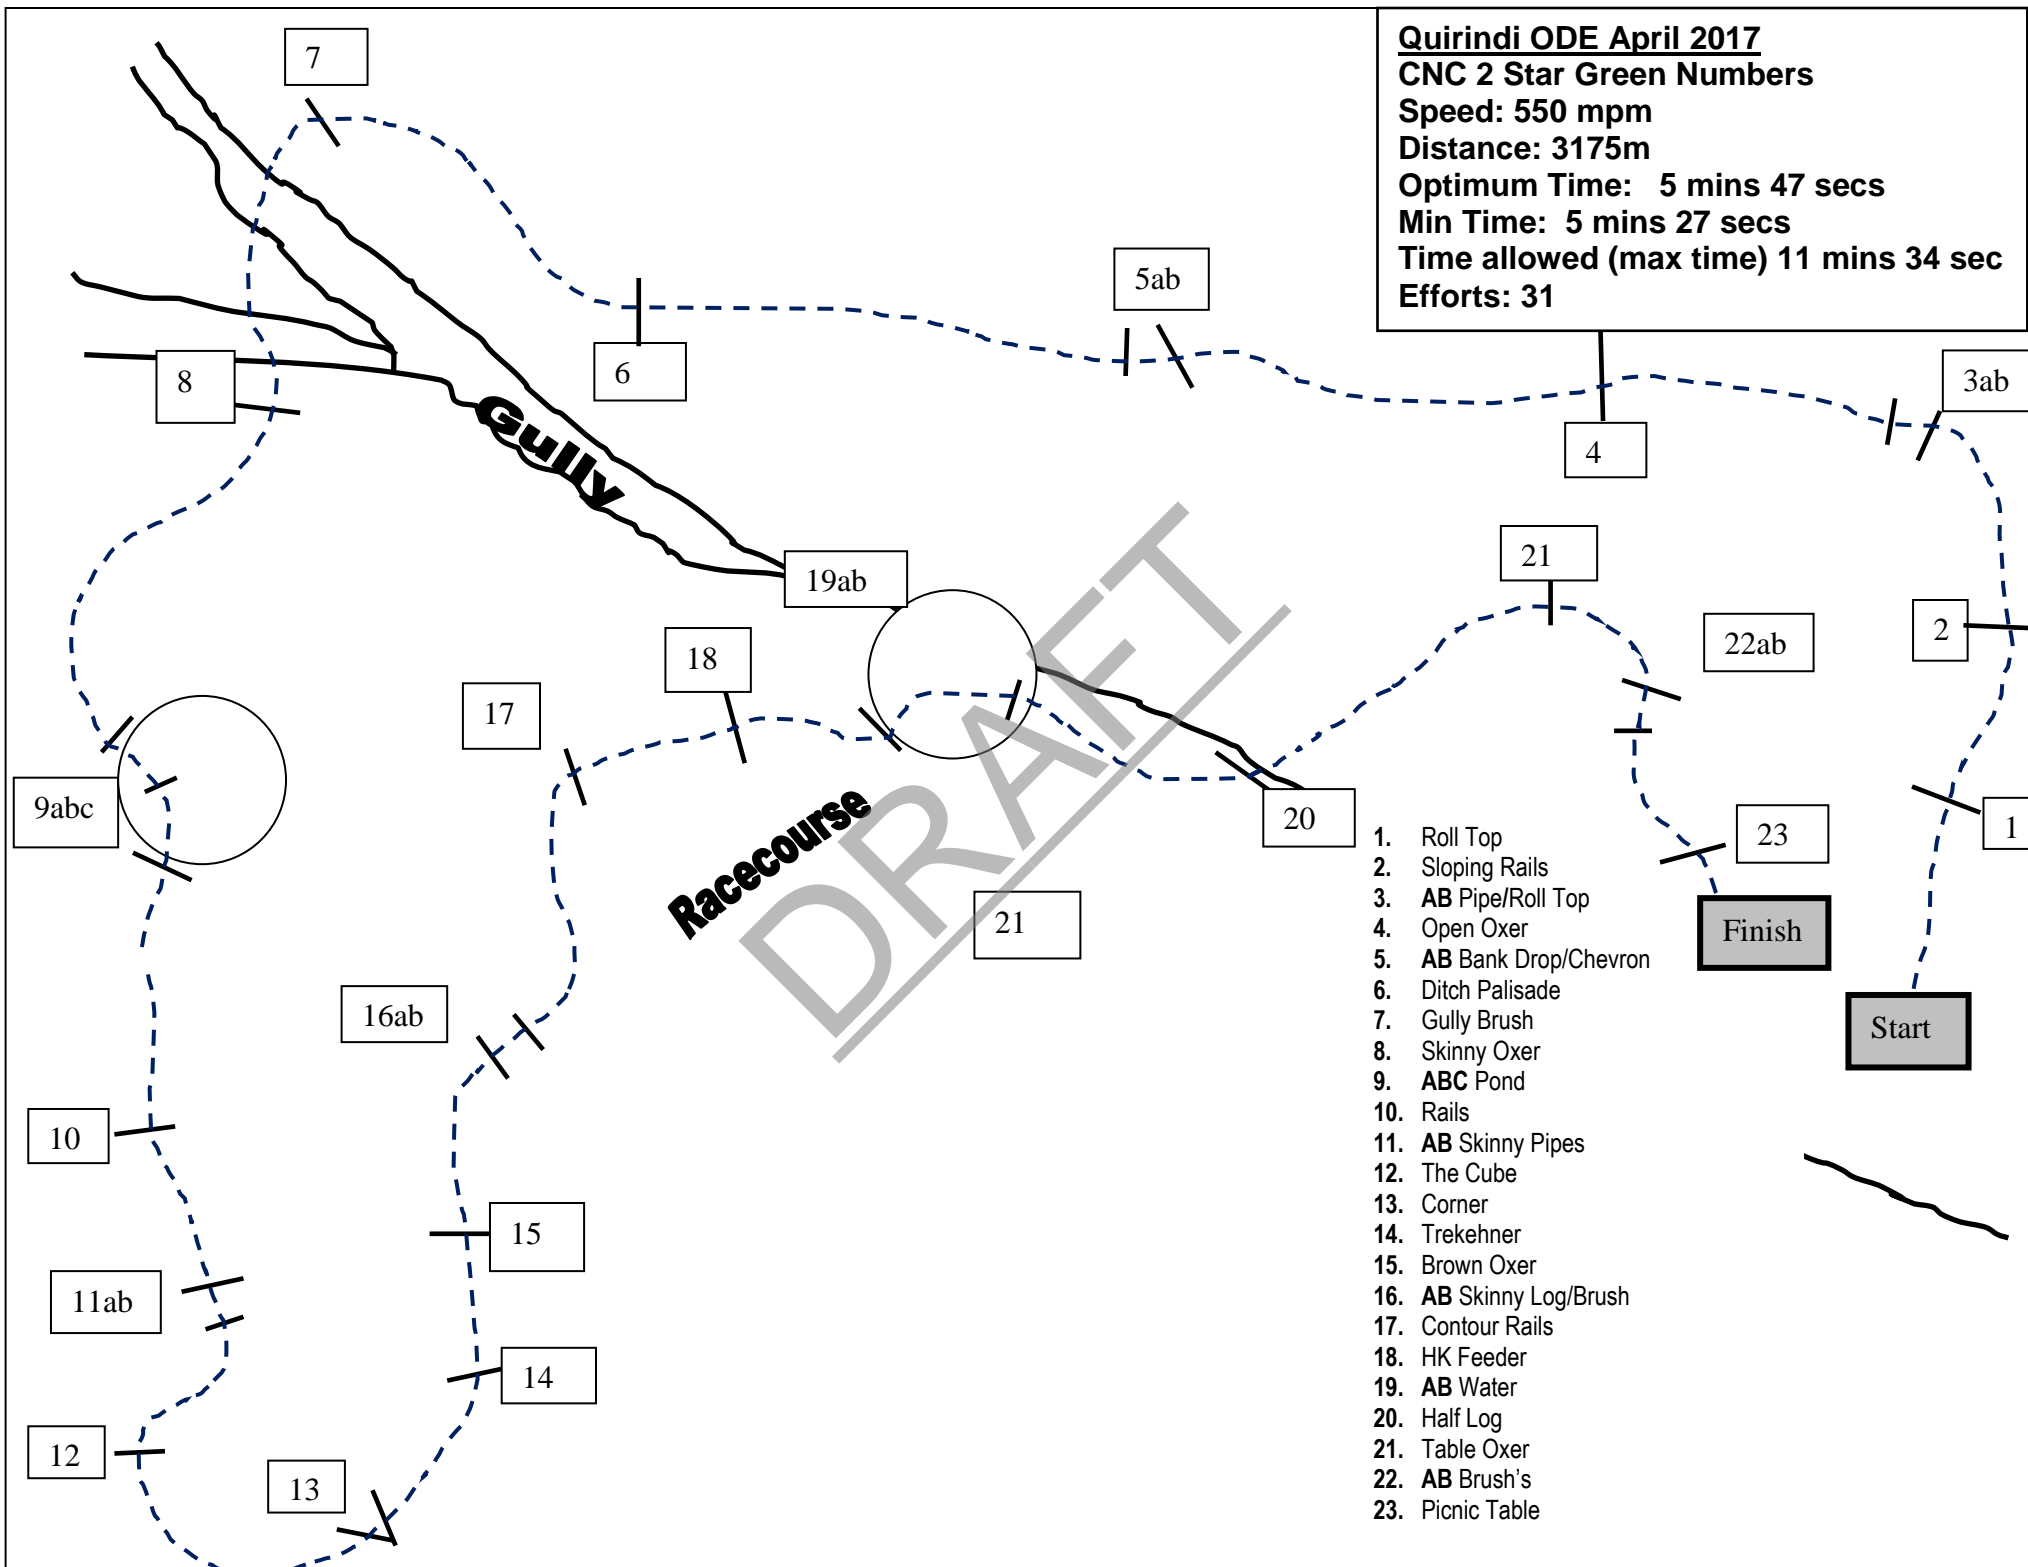 Quirindi ODE April 2017
CNC 2 Star Green Numbers
Speed: 550 mpm
Distance: 3175m
Optimum Time: 5 mins 47 secs
Min Time: 5 mins 27 secs
Time allowed (max time) 11 mins 34 sec
Efforts: 31
7
5ab
3ab
6
8
4
Gully
21
19ab
2
22ab
18
17
9abc
20
1
23
Racecourse
DRAFT
21
Finish
16ab
Start
10
15
11ab
14
12
13
1. Roll Top
2. Sloping Rails
3. AB Pipe/Roll Top
4. Open Oxer
5. AB Bank Drop/Chevron
6. Ditch Palisade
7. Gully Brush
8. Skinny Oxer
9. ABC Pond
10. Rails
11. AB Skinny Pipes
12. The Cube
13. Corner
14. Trekehner
15. Brown Oxer
16. AB Skinny Log/Brush
17. Contour Rails
18. HK Feeder
19. AB Water
20. Half Log
21. Table Oxer
22. AB Brush's
23. Picnic Table